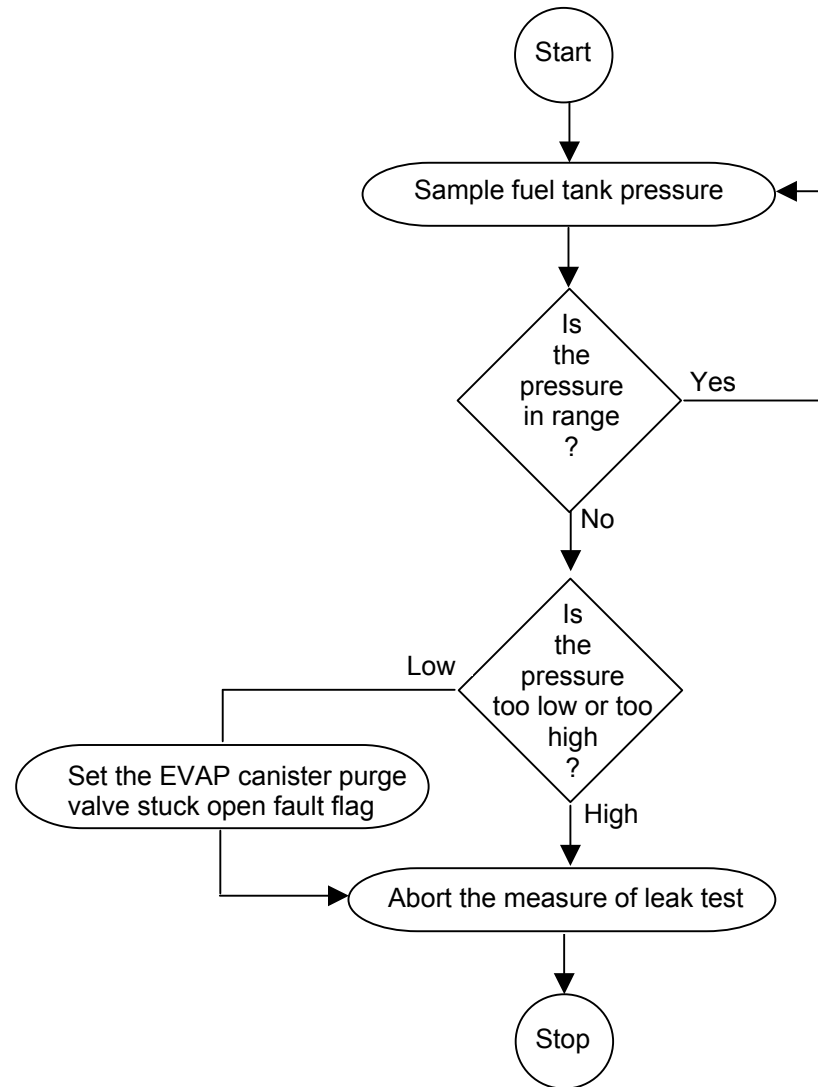 Start
Sample fuel tank pressure
Is
the
pressure
in range
?
Yes
No
Is
the
pressure
too low or too
high
?
Low
Set the EVAP canister purge
valve stuck open fault flag
High
Abort the measure of leak test
Stop